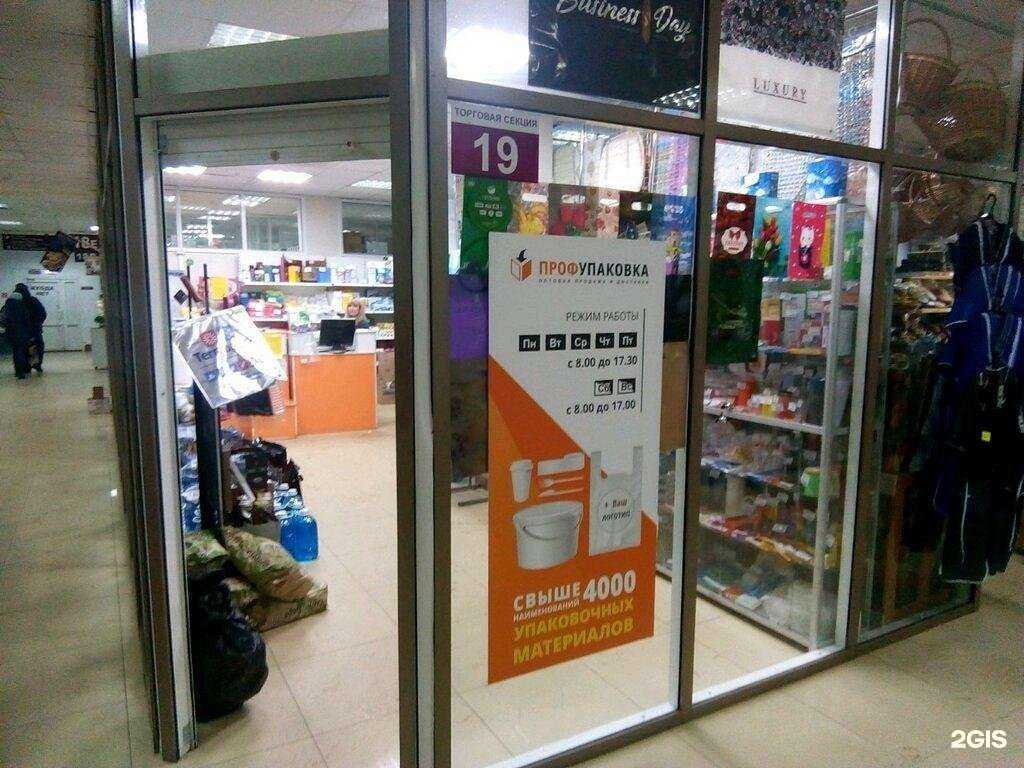 Business Day
LUXURY
ТОРГОВАЯ СЕКЦИЯ
19
ПРОФУПАКОВКА
ОПТОВАЯ ПРОДАЖА И ДОСТАВКА
РЕЖИМ РАБОТЫ
Пн Вт Ср Чт Пт
с 8.00 до 17.30
Сб Вс
с 8.00 до 17.00
+ Ваш
логотип
СВЫШЕ 4000
НАИМЕНОВАНИЙ
УПАКОВОЧНЫХ
МАТЕРИАЛОВ
2GIS